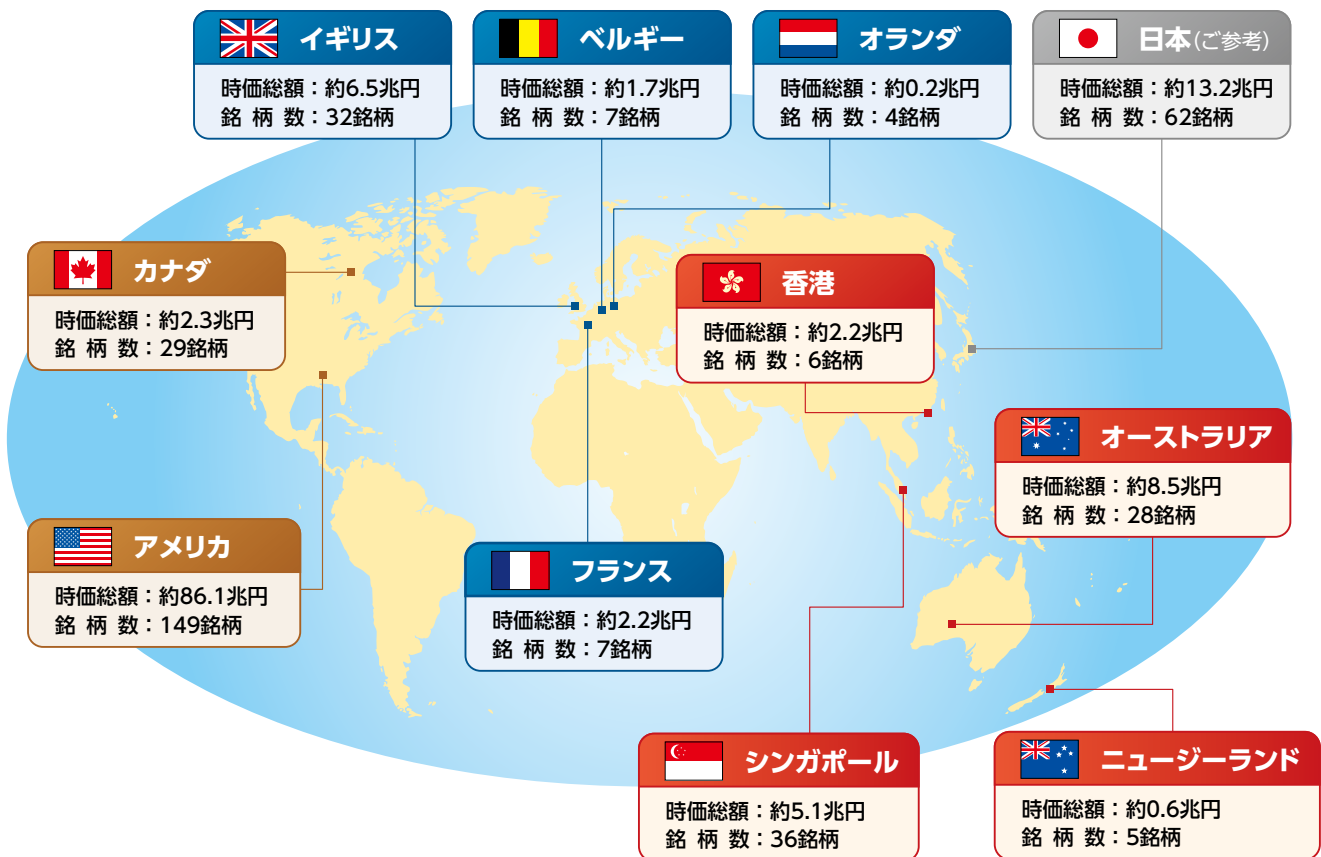 イギリス
時価総額：約6.5兆円
銘柄数：32銘柄
ベルギー
時価総額：約1.7兆円
銘柄数：7銘柄
オランダ
時価総額：約0.2兆円
銘柄数：4銘柄
日本(ご参考)
時価総額：約13.2兆円
銘柄数：62銘柄
カナダ
時価総額：約2.3兆円
銘柄数：29銘柄
香港
時価総額：約2.2兆円
銘柄数：6銘柄
オーストラリア
時価総額：約8.5兆円
銘柄数：28銘柄
アメリカ
時価総額：約86.1兆円
銘柄数：149銘柄
フランス
時価総額：約2.2兆円
銘柄数：7銘柄
シンガポール
時価総額：約5.1兆円
銘柄数：36銘柄
ニュージーランド
時価総額：約0.6兆円
銘柄数：5銘柄